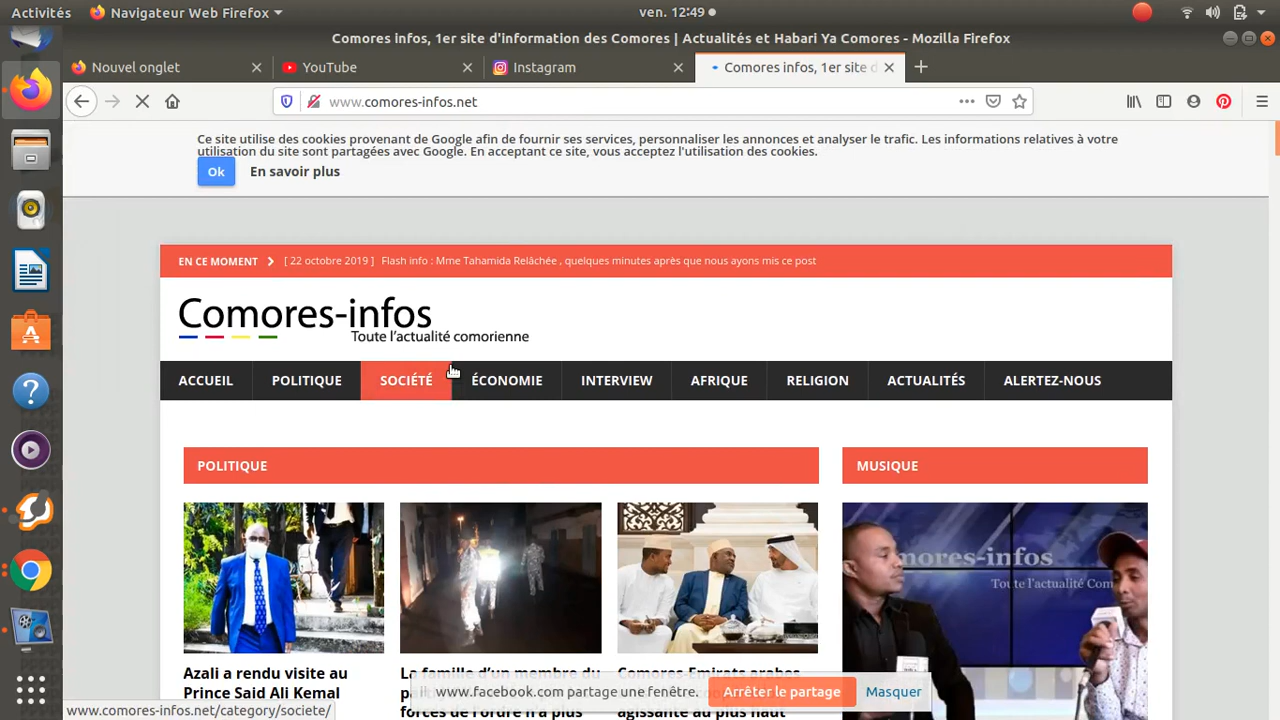 Activités
Navigateur Web Firefox
ven. 12:49
Comores infos, 1er site d'information des Comores | Actualités et Habari Ya Comores - Mozilla Firefox
Nouvel onglet
YouTube
Instagram
Comores infos, 1er site d
www.comores-infos.net
Ce site utilise des cookies provenant de Google afin de fournir ses services, personnaliser les annonces et analyser le trafic. Les informations relatives à votre
utilisation du site sont partagées avec Google. En acceptant ce site, vous acceptez l'utilisation des cookies.
Ok
En savoir plus
EN CE MOMENT
[ 22 octobre 2019 ] Flash info : Mme Tahamida Relâchée , quelques minutes après que nous ayons mis ce post
Comores-infos
Toute l'actualité comorienne
ACCUEIL
POLITIQUE
SOCIÉTÉ
ÉCONOMIE
INTERVIEW
AFRIQUE
RELIGION
ACTUALITÉS
ALERTEZ-NOUS
POLITIQUE
MUSIQUE
mores-infos
Toute l'actualité Com
Azali a rendu visite au
Prince Said Ali Kemal
La famille d'un membre du
forces de l'ordre n'a plus
Comores-Emirats arabes
agissante au plus haut
www.facebook.com partage une fenêtre.
Arrêter le partage
Masquer
www.comores-infos.net/category/societe/